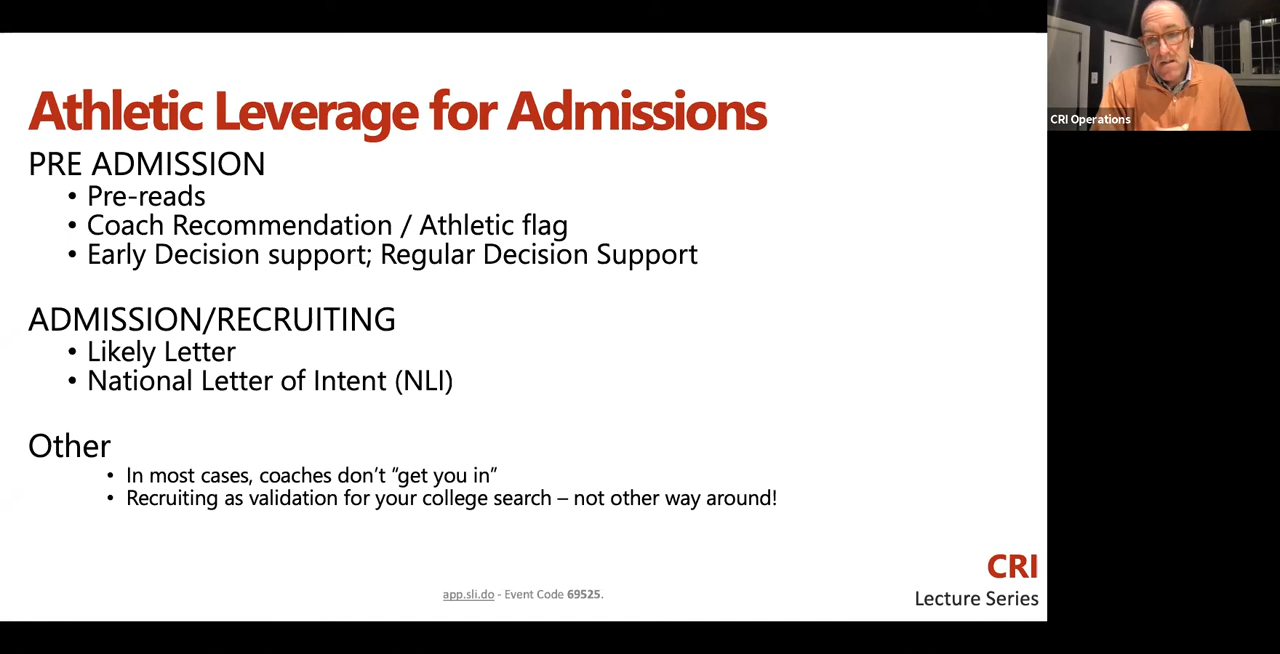 Athletic Leverage for Admissions
PRE ADMISSION
• Pre-reads
• Coach Recommendation / Athletic flag
• Early Decision support; Regular Decision Support
ADMISSION/RECRUITING
• Likely Letter
• National Letter of Intent (NLI)
Other
• In most cases, coaches don’t “get you in”
• Recruiting as validation for your college search – not other way around!
app.sli.do - Event Code 69525.
CRI
Lecture Series
CRI Operations